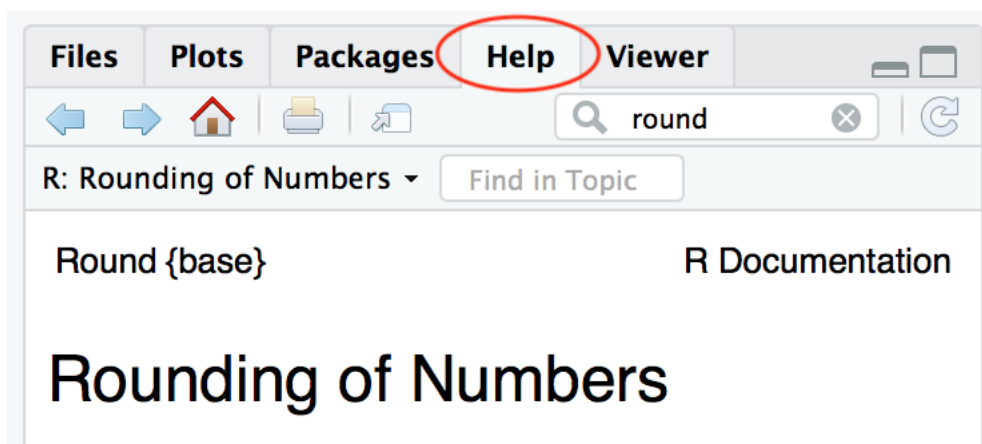 Files Plots Packages Help Viewer
round
R: Rounding of Numbers Find in Topic
Round {base} R Documentation
Rounding of Numbers